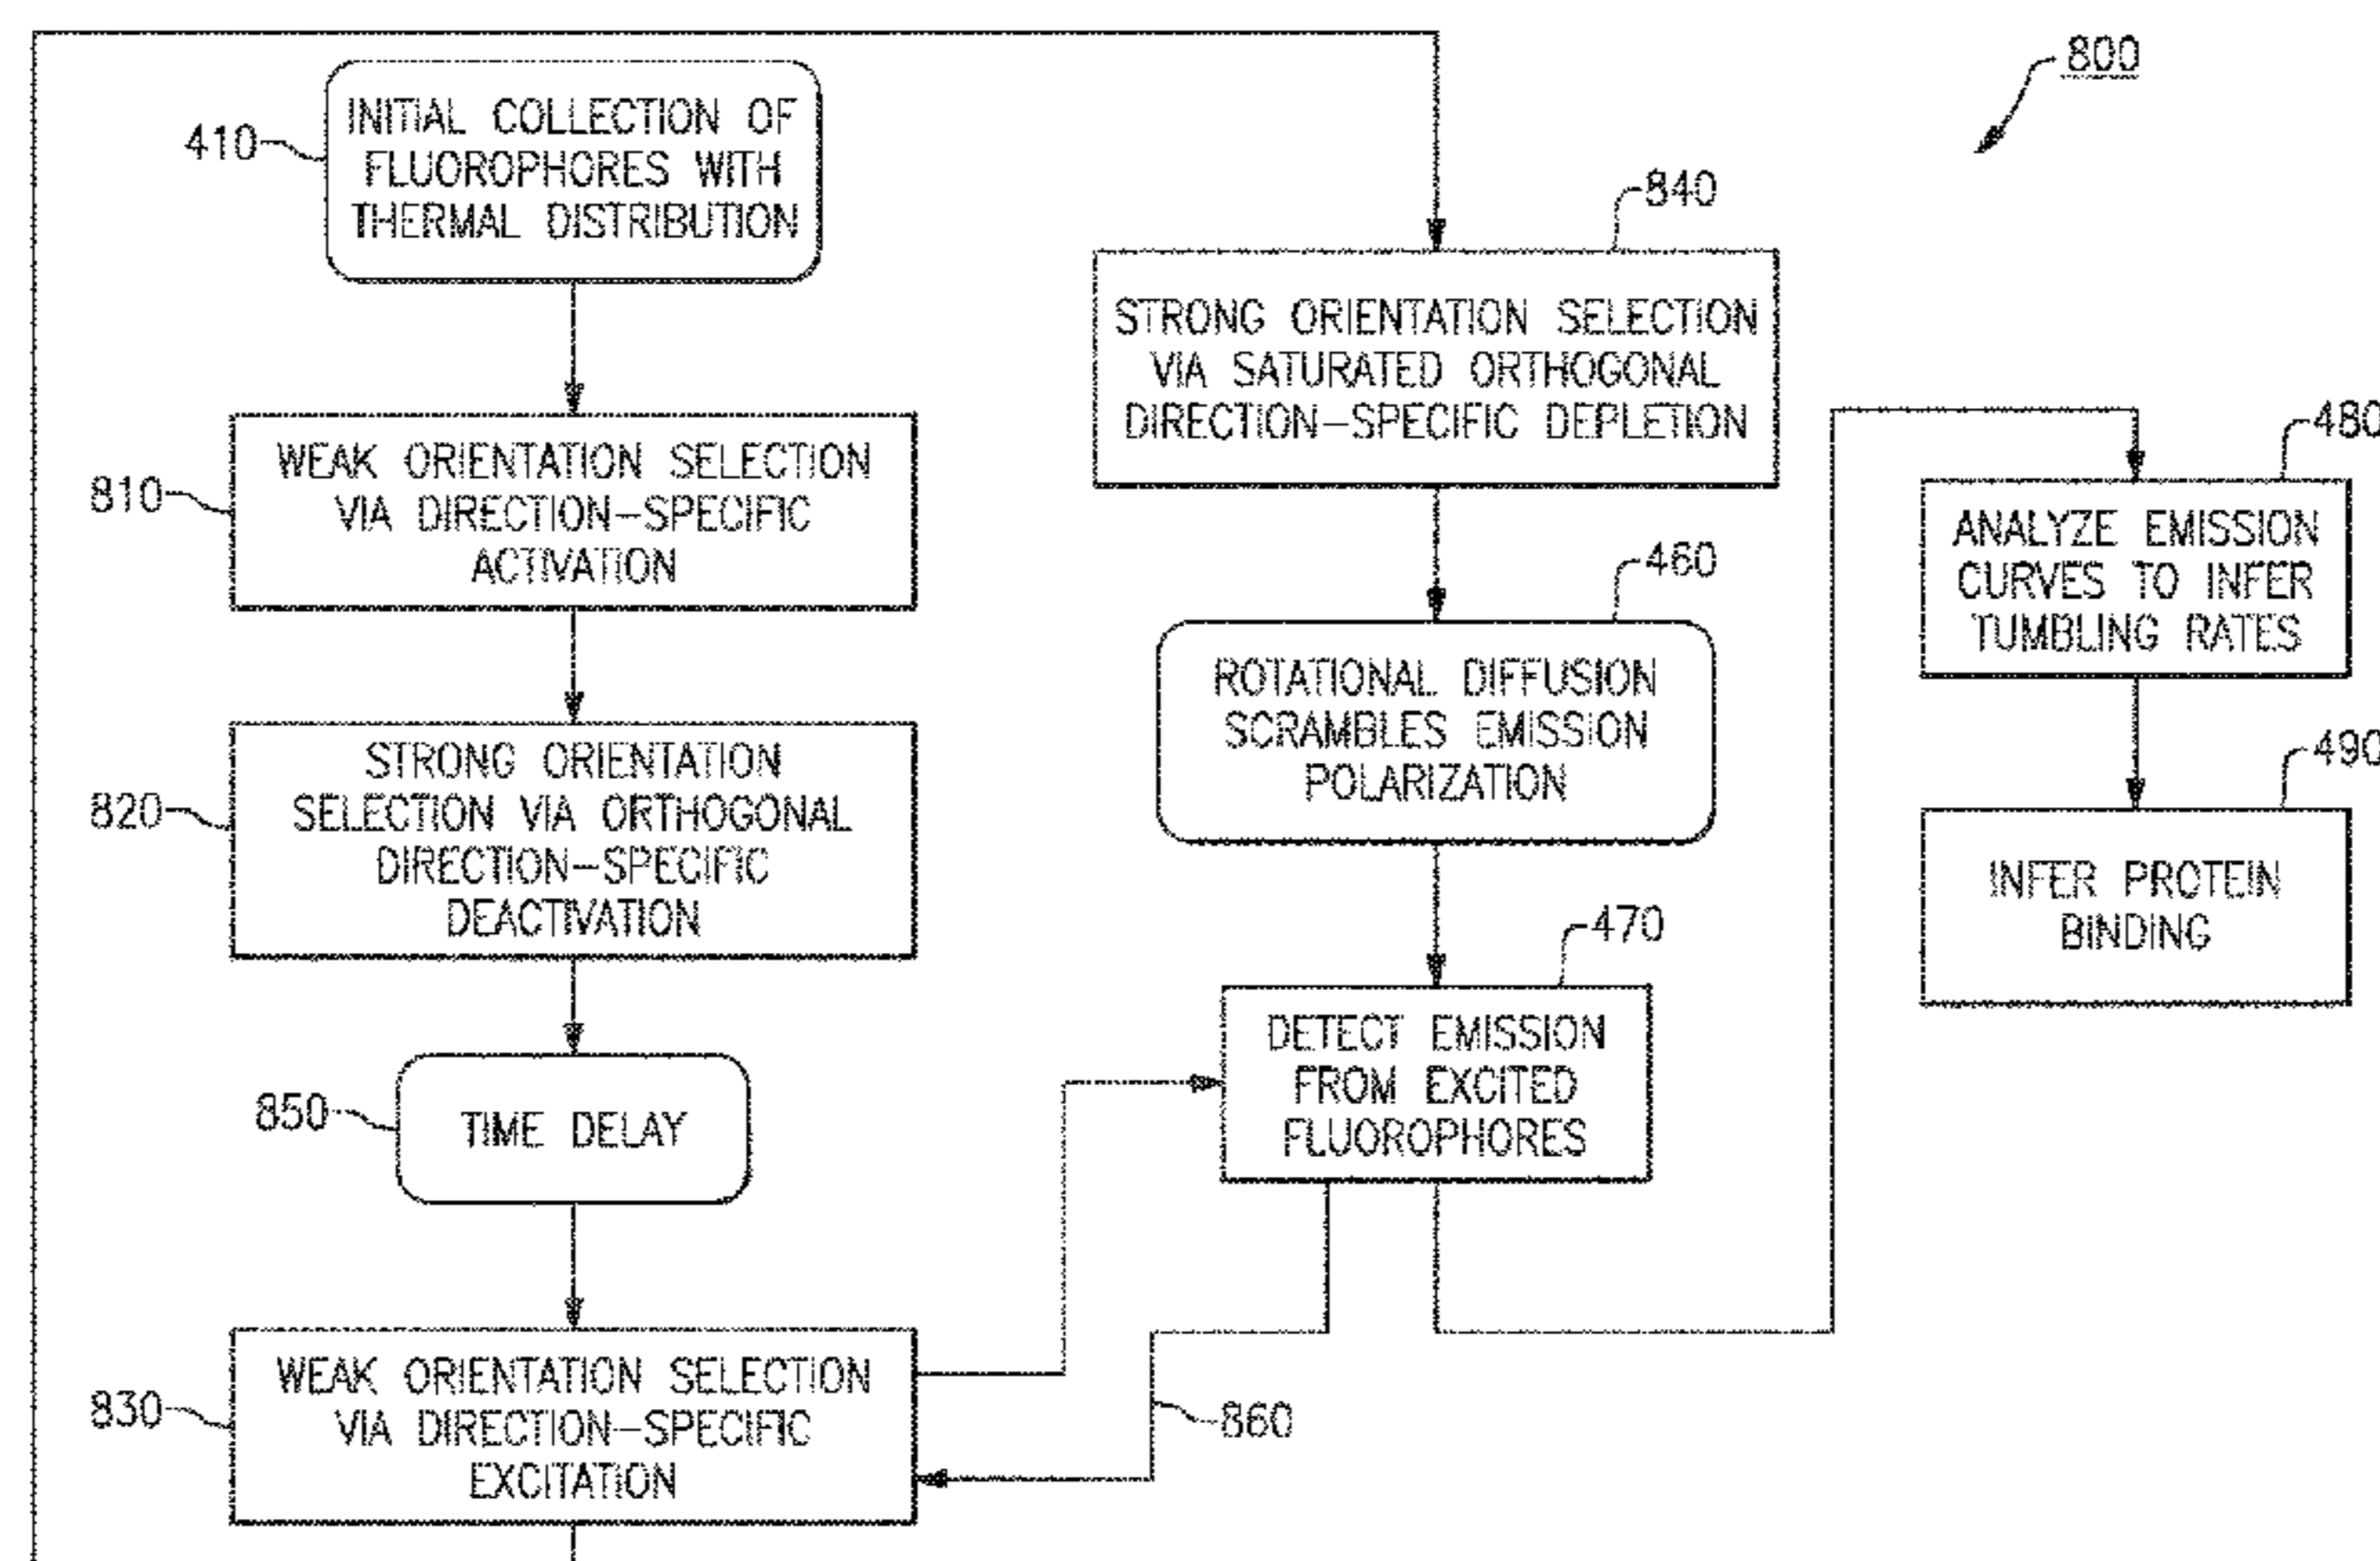 800
410
INITIAL COLLECTION OF
FLUOROPHORES WITH
THERMAL DISTRIBUTION
810
WEAK ORIENTATION SELECTION
VIA DIRECTION-SPECIFIC
ACTIVATION
820
STRONG ORIENTATION
SELECTION VIA ORTHOGONAL
DIRECTION-SPECIFIC
DEACTIVATION
850
TIME DELAY
830
WEAK ORIENTATION SELECTION
VIA DIRECTION-SPECIFIC
EXCITATION
840
STRONG ORIENTATION SELECTION
VIA SATURATED ORTHOGONAL
DIRECTION-SPECIFIC DEPLETION
460
ROTATIONAL DIFFUSION
SCRAMBLES EMISSION
POLARIZATION
470
DETECT EMISSION
FROM EXCITED
FLUOROPHORES
860
480
ANALYZE EMISSION
CURVES TO INFER
TUMBLING RATES
490
INFER PROTEIN
BINDING